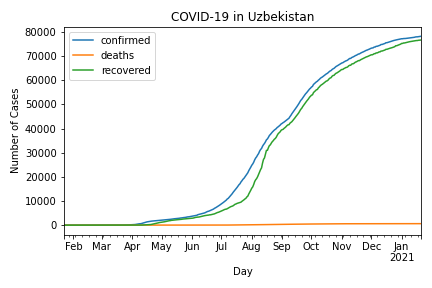 COVID-19 in Uzbekistan
confirmed
deaths
recovered
80000
70000
60000
50000
40000
30000
20000
10000
0
Number of Cases
Feb Mar Apr May Jun Jul Aug Sep Oct Nov Dec Jan
2021
Day